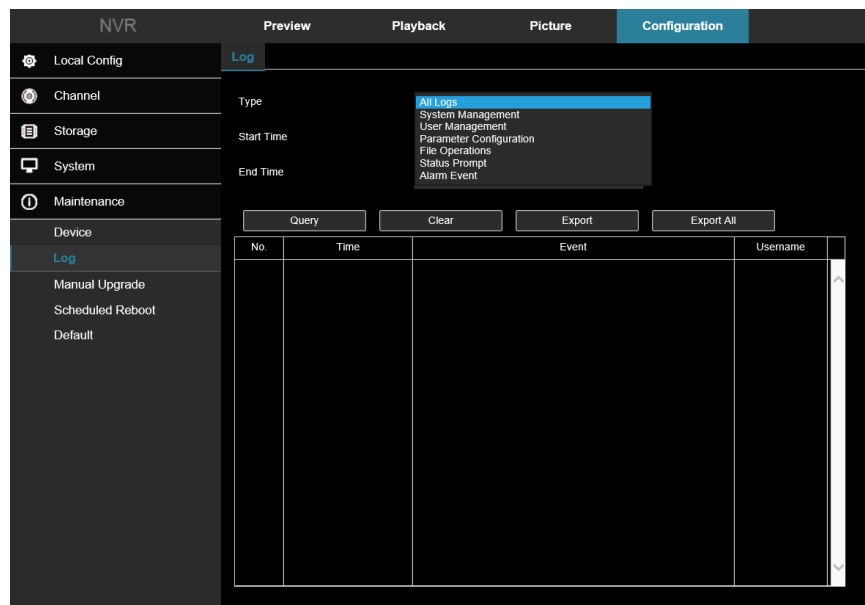 NVR Preview Playback Picture Configuration
Local Config
Channel
Storage
System
Maintenance
Device
Log
Manual Upgrade
Scheduled Reboot
Default
Log
Type
All Logs
System Management
User Management
Parameter Configuration
File Operations
Status Prompt
Alarm Event
Start Time
End Time
Query Clear Export Export All
No. Time Event Username